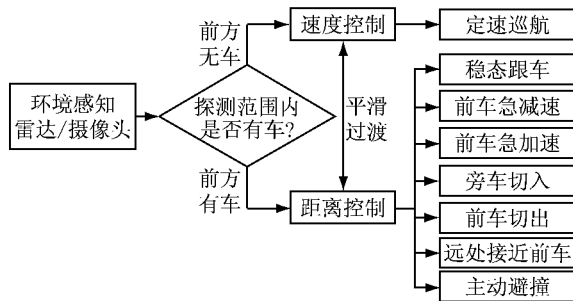 环境感知
雷达/摄像头
探测范围内
是否有车?
前方
无车
前方
有车
速度控制
平滑
过渡
距离控制
定速巡航
稳态跟车
前车急减速
前车急加速
旁车切入
前车切出
远处接近前车
主动避撞